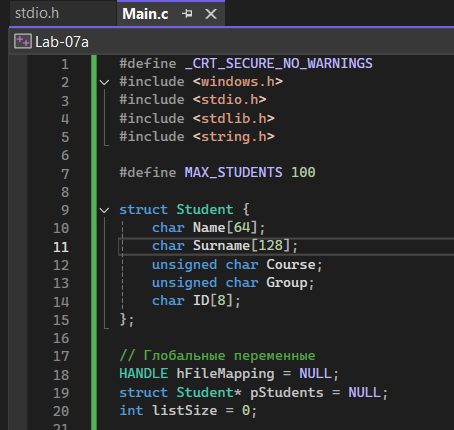 stdio.h
Main.c
Lab-07a
1 #define _CRT_SECURE_NO_WARNINGS
2 #include <windows.h>
3 #include <stdio.h>
4 #include <stdlib.h>
5 #include <string.h>
6
7 #define MAX_STUDENTS 100
8
9 struct Student {
10 char Name[64];
11 char Surname[128];
12 unsigned char Course;
13 unsigned char Group;
14 char ID[8];
15 };
16
17 // Глобальные переменные
18 HANDLE hFileMapping = NULL;
19 struct Student* pStudents = NULL;
20 int listSize = 0;
21